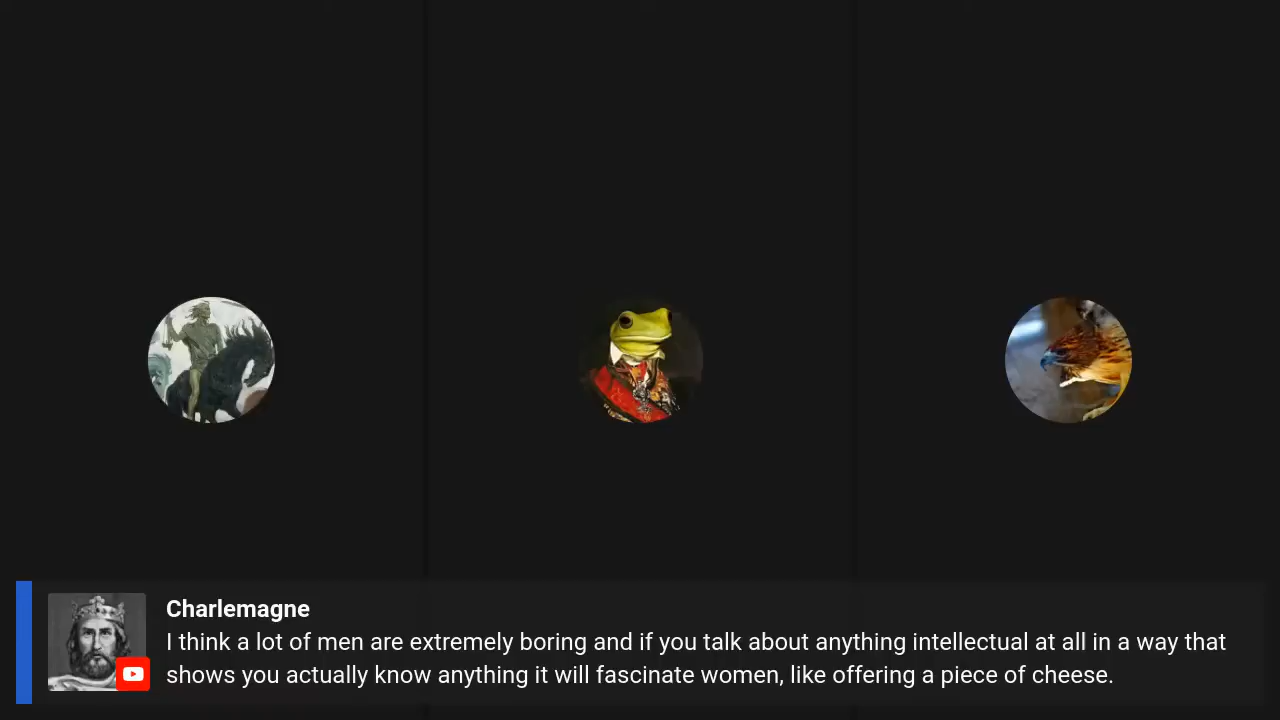 Charlemagne
I think a lot of men are extremely boring and if you talk about anything intellectual at all in a way that
shows you actually know anything it will fascinate women, like offering a piece of cheese.